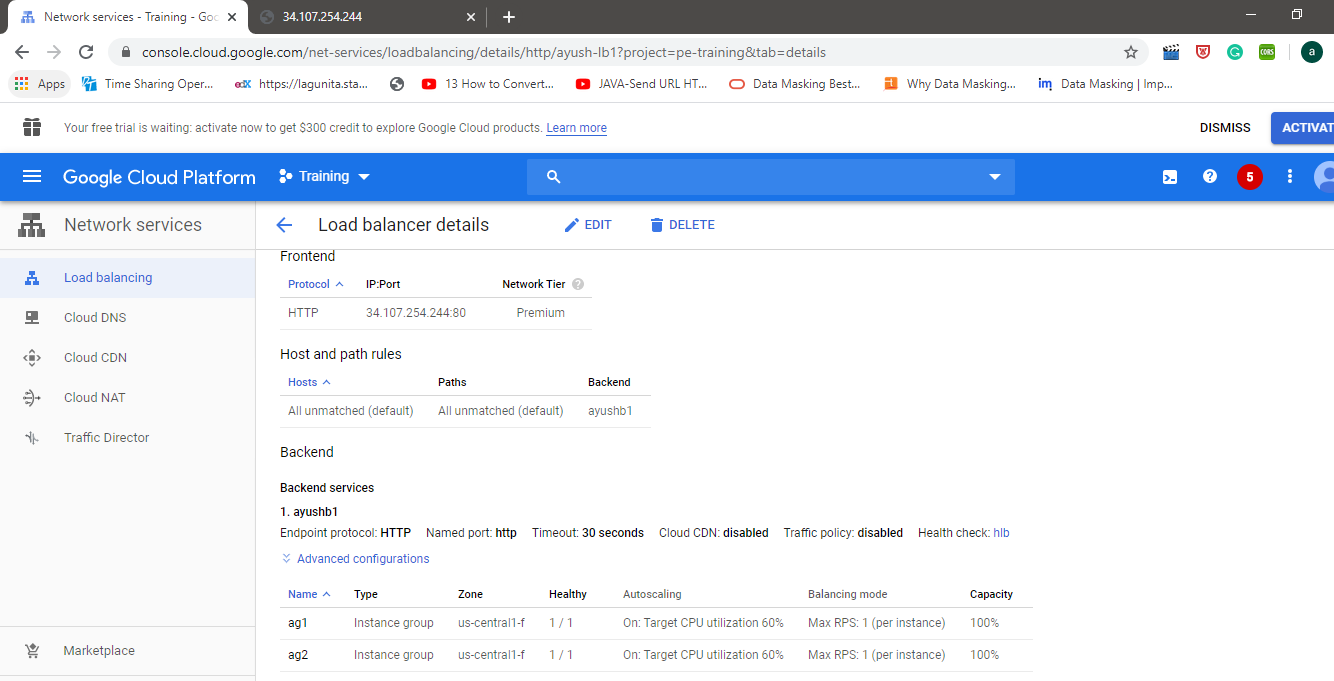 Network services - Training - Goo
34.107.254.244
console.cloud.google.com/net-services/loadbalancing/details/http/ayush-lb1?project=pe-training&tab=details
a
Apps Time Sharing Oper... edX https://lagunita.sta... 13 How to Convert... JAVA-Send URL HT... Data Masking Best... Why Data Masking... im Data Masking | Imp...
Your free trial is waiting: activate now to get $300 credit to explore Google Cloud products. Learn more DISMISS ACTIVAT
Google Cloud Platform Training 5
Network services
Load balancing
Cloud DNS
Cloud CDN
Cloud NAT
Traffic Director
Marketplace
Load balancer details EDIT DELETE
Frontend
Protocol IP:Port Network Tier ?
HTTP 34.107.254.244:80 Premium
Host and path rules
Hosts Paths Backend
All unmatched (default) All unmatched (default) ayushb1
Backend
Backend services
1. ayushb1
Endpoint protocol: HTTP Named port: http Timeout: 30 seconds Cloud CDN: disabled Traffic policy: disabled Health check: hlb
Advanced configurations
Name Type Zone Healthy Autoscaling Balancing mode Capacity
ag1 Instance group us-central1-f 1 / 1 On: Target CPU utilization 60% Max RPS: 1 (per instance) 100%
ag2 Instance group us-central1-f 1 / 1 On: Target CPU utilization 60% Max RPS: 1 (per instance) 100%